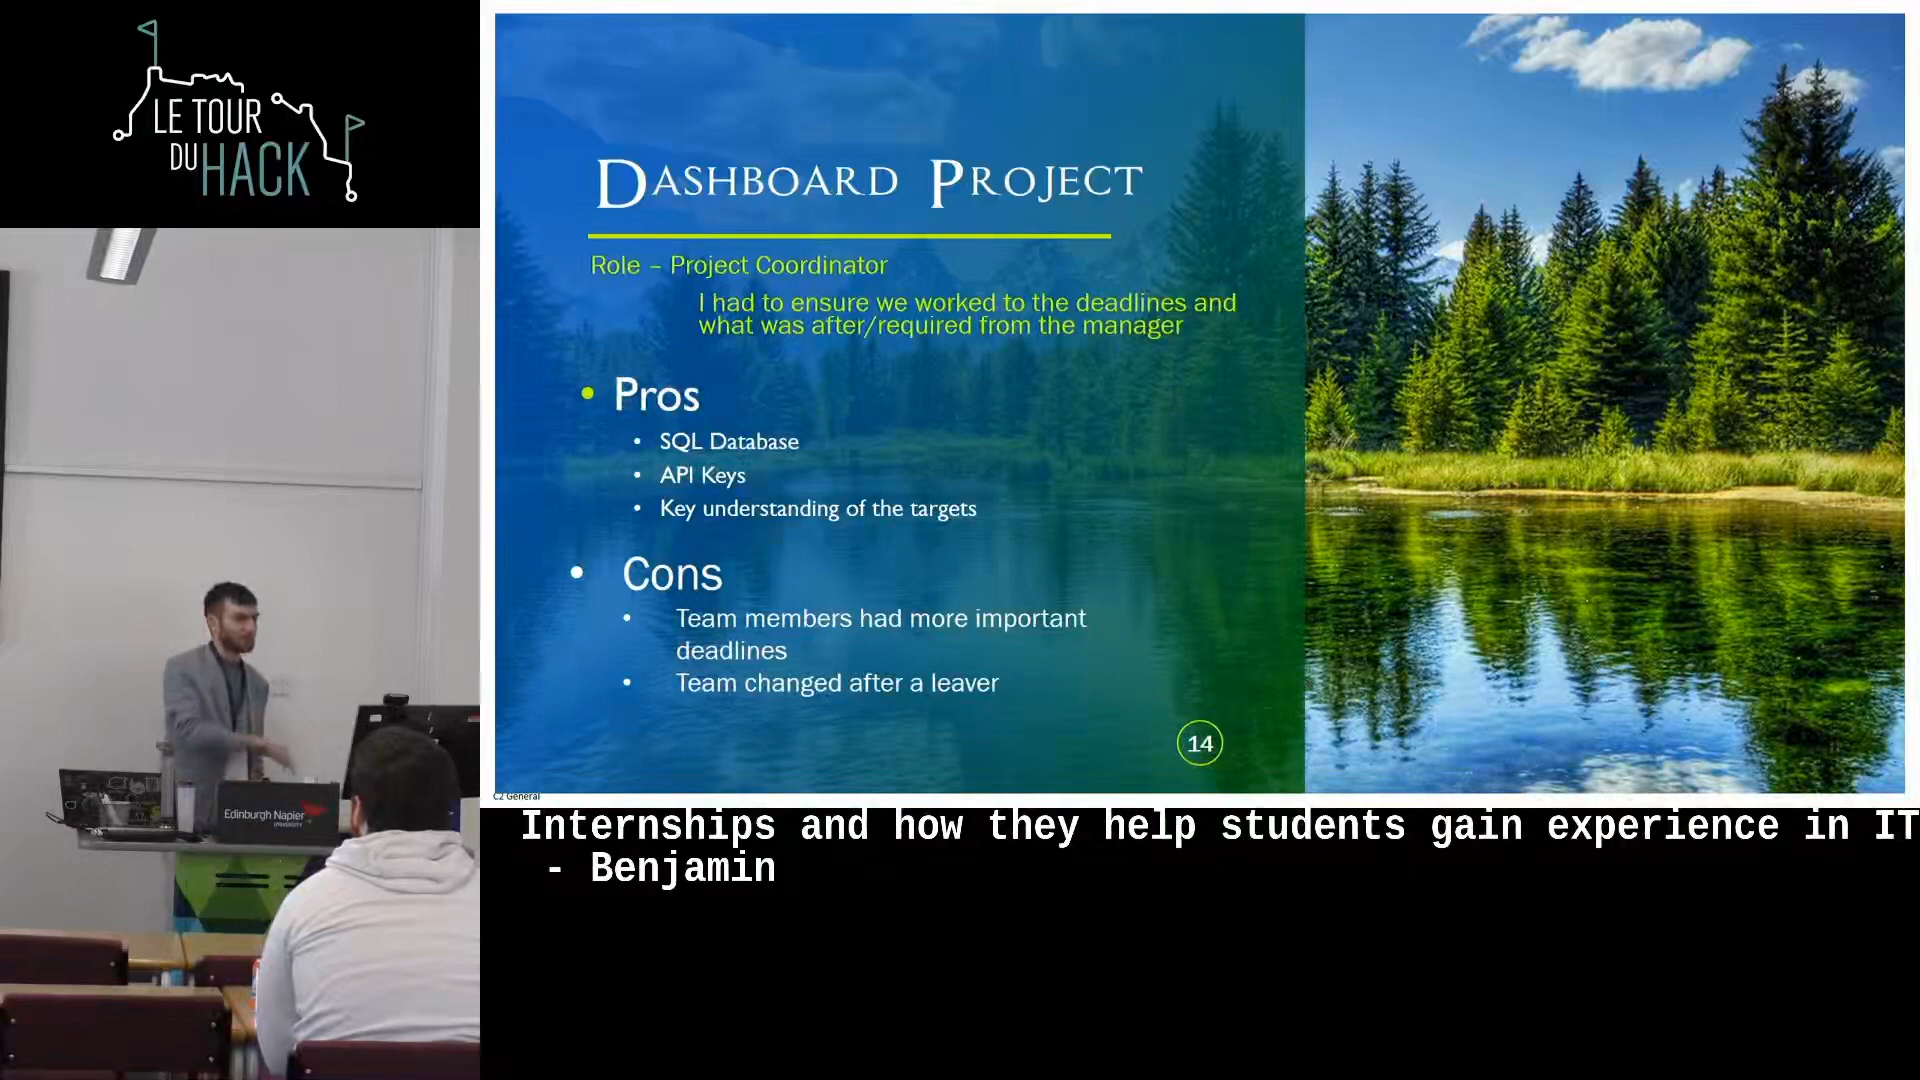 LE TOUR
DU HACK
DASHBOARD PROJECT
Role – Project Coordinator
I had to ensure we worked to the deadlines and
what was after/required from the manager
• Pros
• SQL Database
• API Keys
• Key understanding of the targets
• Cons
• Team members had more important
deadlines
• Team changed after a leaver
14
C2 General
Edinburgh Napier
UNIVERSITY
Internships and how they help students gain experience in IT
- Benjamin